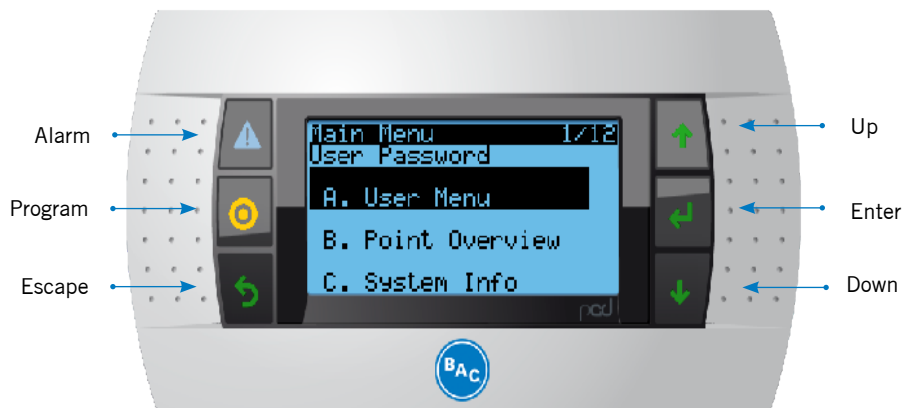 Alarm
Program
Escape
Main Menu 1/12
User Password
A. User Menu
B. Point Overview
C. System Info
pGD
BAC
Up
Enter
Down